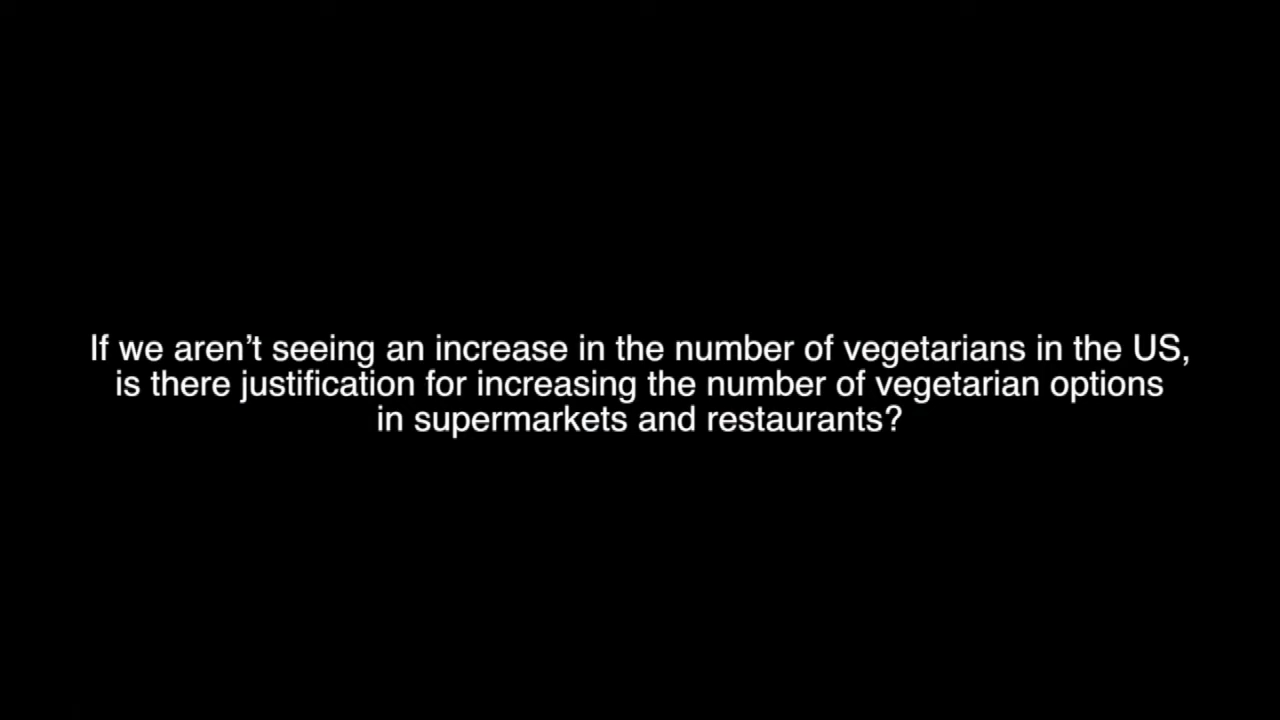 If we aren’t seeing an increase in the number of vegetarians in the US,
is there justification for increasing the number of vegetarian options
in supermarkets and restaurants?